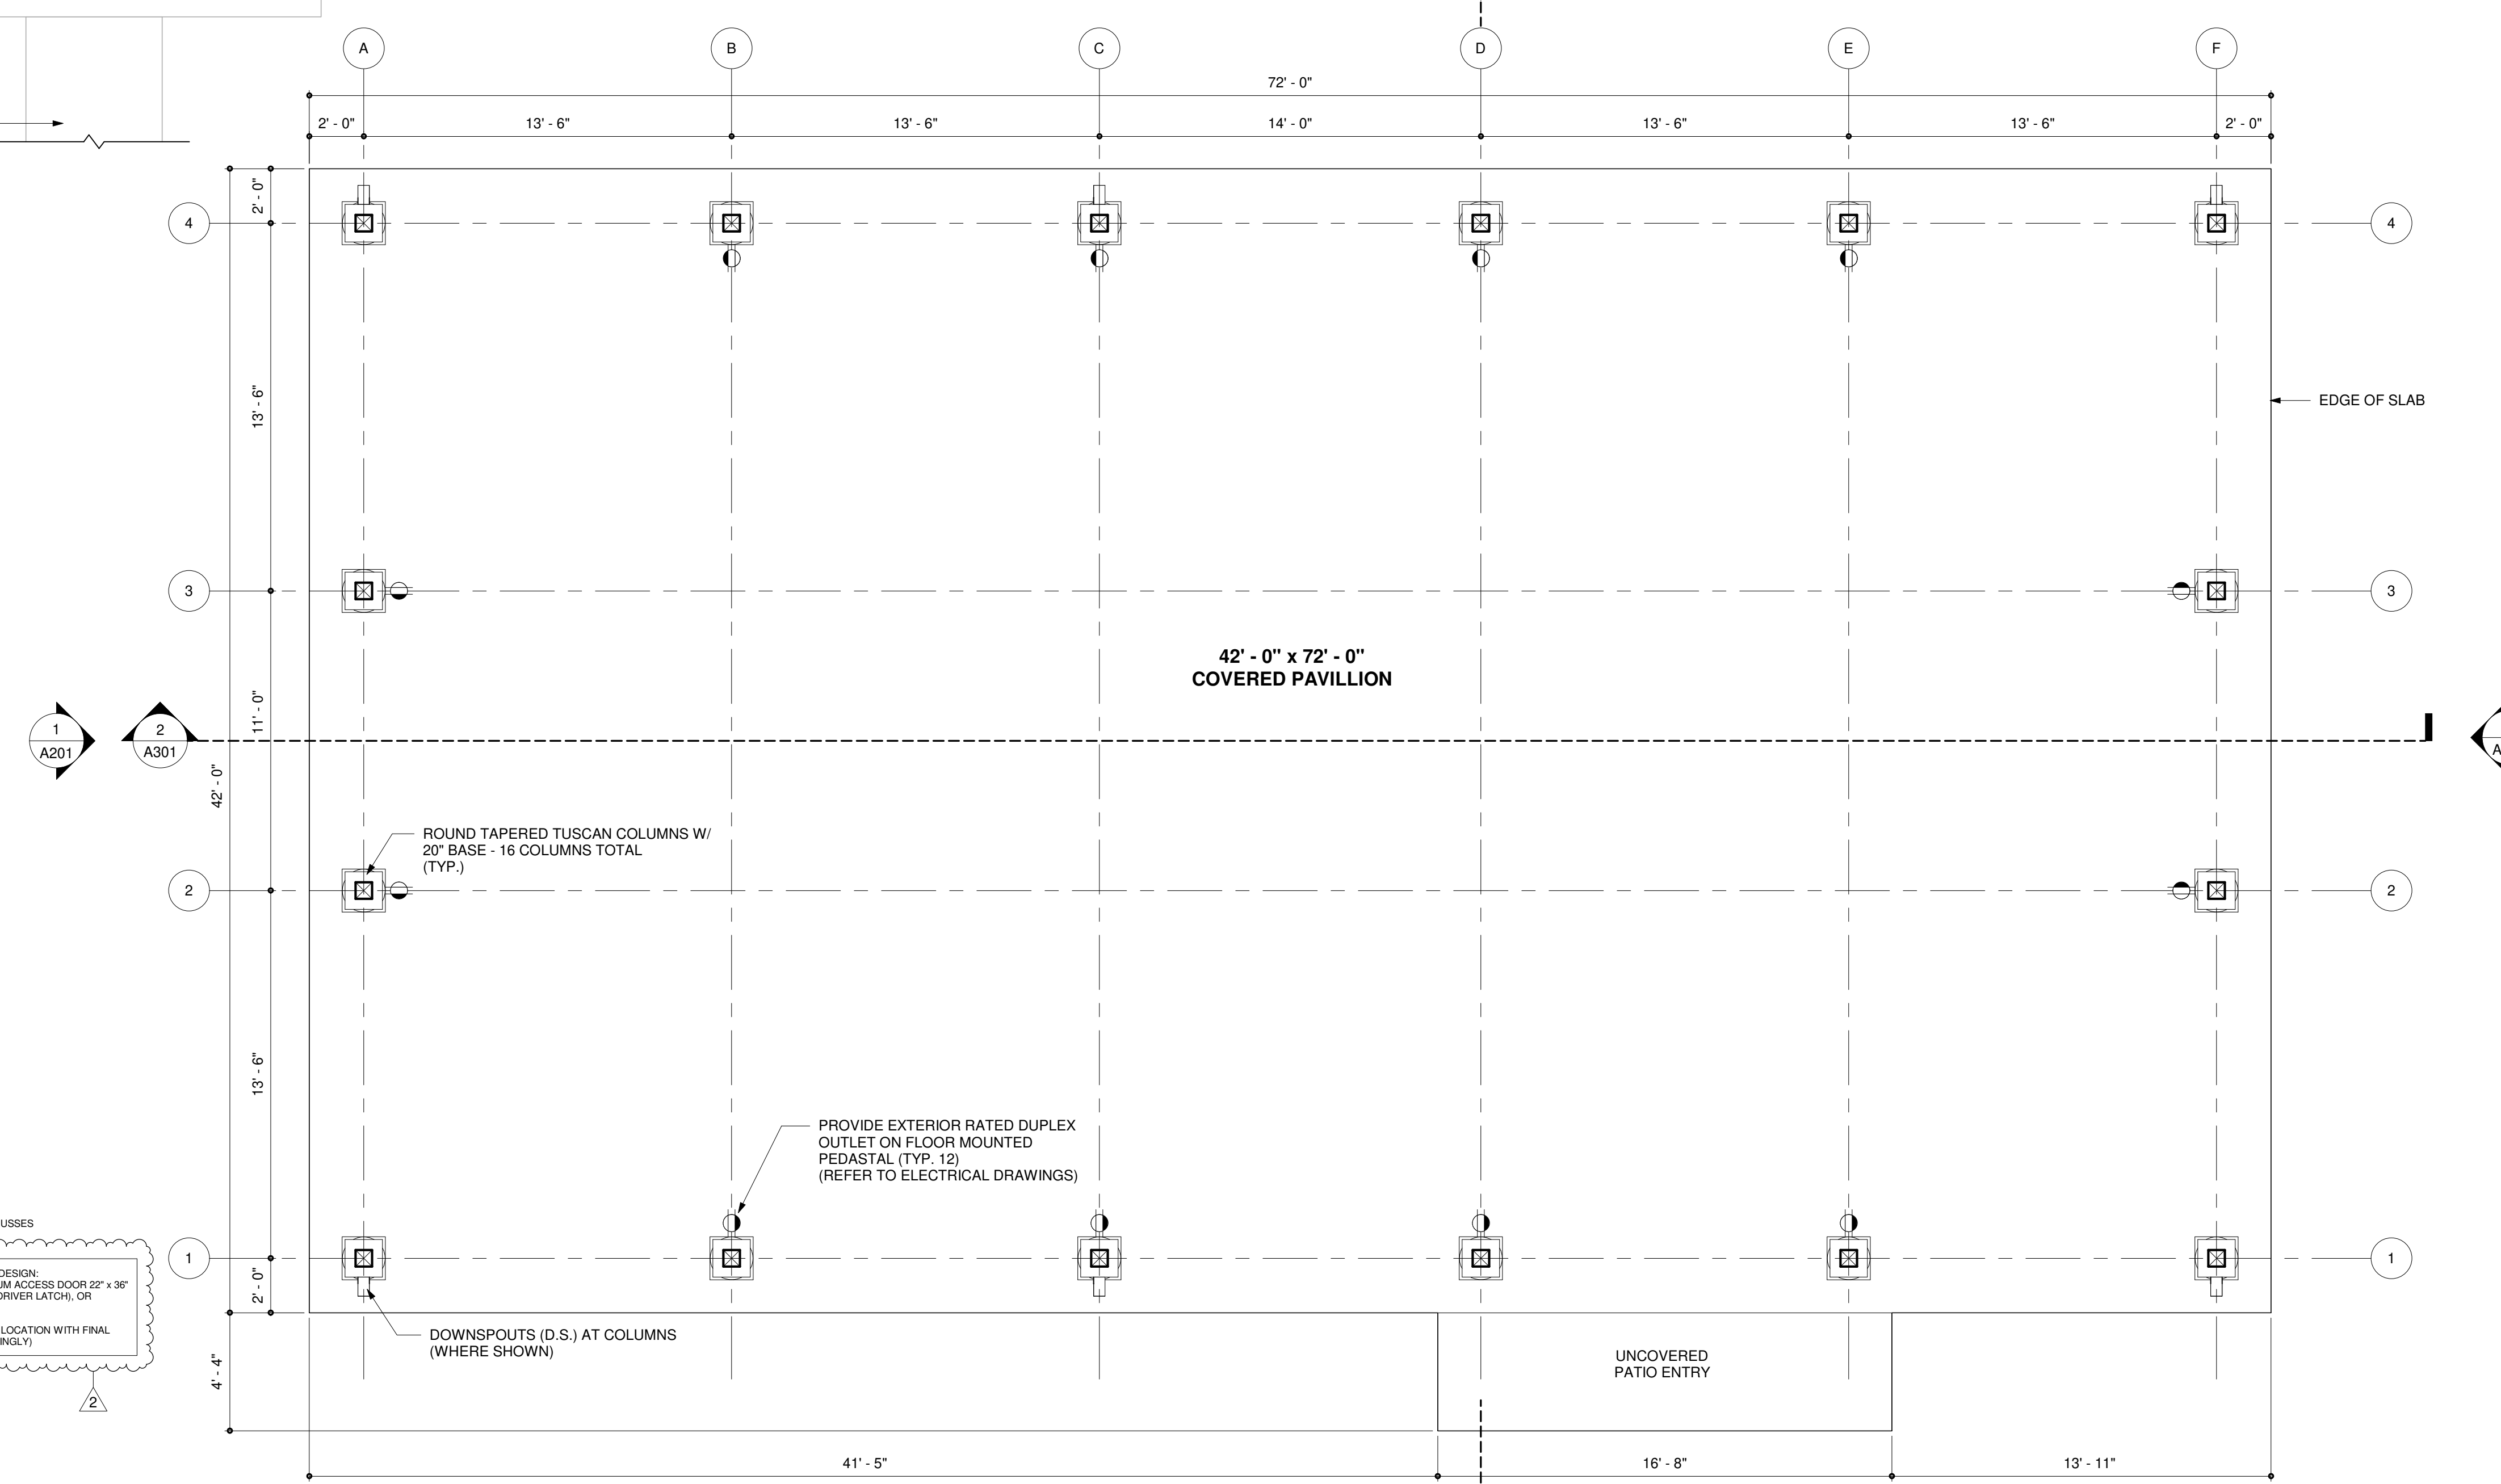 A
B
C
D
E
F
72' - 0"
2' - 0"
13' - 6"
13' - 6"
14' - 0"
13' - 6"
13' - 6"
2' - 0"
2' - 0"
4
4
13' - 6"
EDGE OF SLAB
3
3
42' - 0" x 72' - 0"
COVERED PAVILLION
11' - 0"
1
A201
2
A301
A
42' - 0"
ROUND TAPERED TUSCAN COLUMNS W/
20" BASE - 16 COLUMNS TOTAL
(TYP.)
2
2
13' - 6"
PROVIDE EXTERIOR RATED DUPLEX
OUTLET ON FLOOR MOUNTED
PEDASTAL (TYP. 12)
(REFER TO ELECTRICAL DRAWINGS)
USSES
1
1
DESIGN:
UM ACCESS DOOR 22" x 36"
DRIVER LATCH), OR
LOCATION WITH FINAL
INGLY)
2' - 0"
DOWNSPOUTS (D.S.) AT COLUMNS
(WHERE SHOWN)
UNCOVERED
PATIO ENTRY
4' - 4"
2
41' - 5"
16' - 8"
13' - 11"